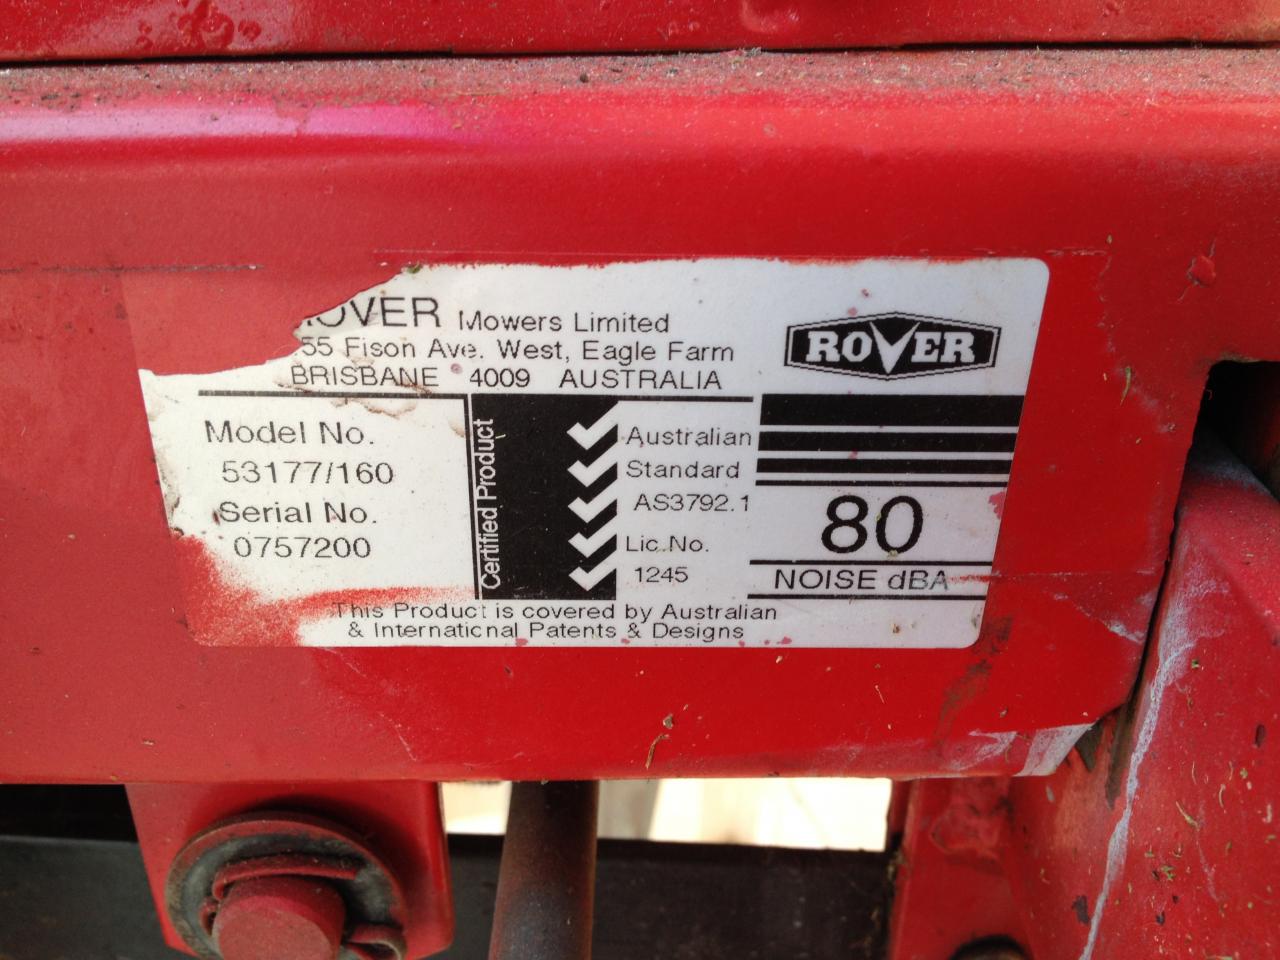 ROVER Mowers Limited
55 Fison Ave. West, Eagle Farm
BRISBANE 4009 AUSTRALIA
ROVER
Model No.
53177/160
Serial No.
0757200
Certified Product
Australian
Standard
AS3792.1
Lic.No.
1245
80
NOISE dBA
This Product is covered by Australian
& International Patents & Designs